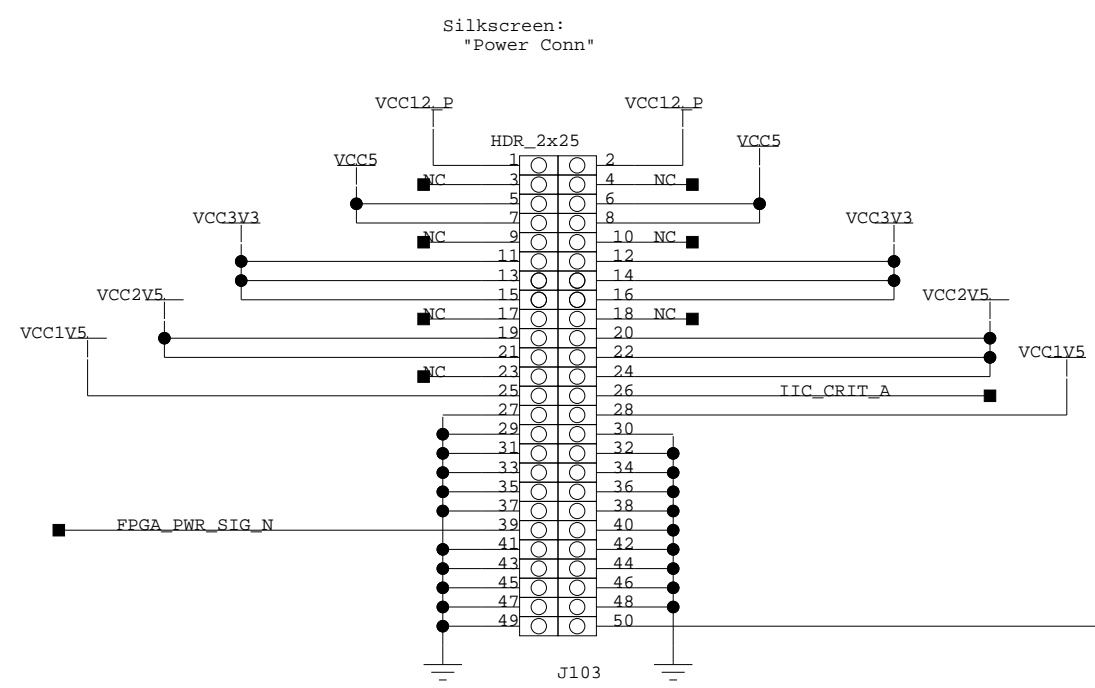 Silkscreen:
"Power Conn"
VCC12_P VCC12_P
HDR_2x25
VCC5 VCC5
1 2
NC 3 4 NC
5 6
7 8
VCC3V3 VCC3V3
NC 9 10 NC
11 12
13 14
15 16
VCC2V5 VCC2V5
NC 17 18 NC
VCC1V5 19 20
21 22 VCC1V5
NC 23 24
25 26 IIC_CRIT_A
27 28
29 30
31 32
33 34
35 36
37 38
FPGA_PWR_SIG_N 39 40
41 42
43 44
45 46
47 48
49 50
J103